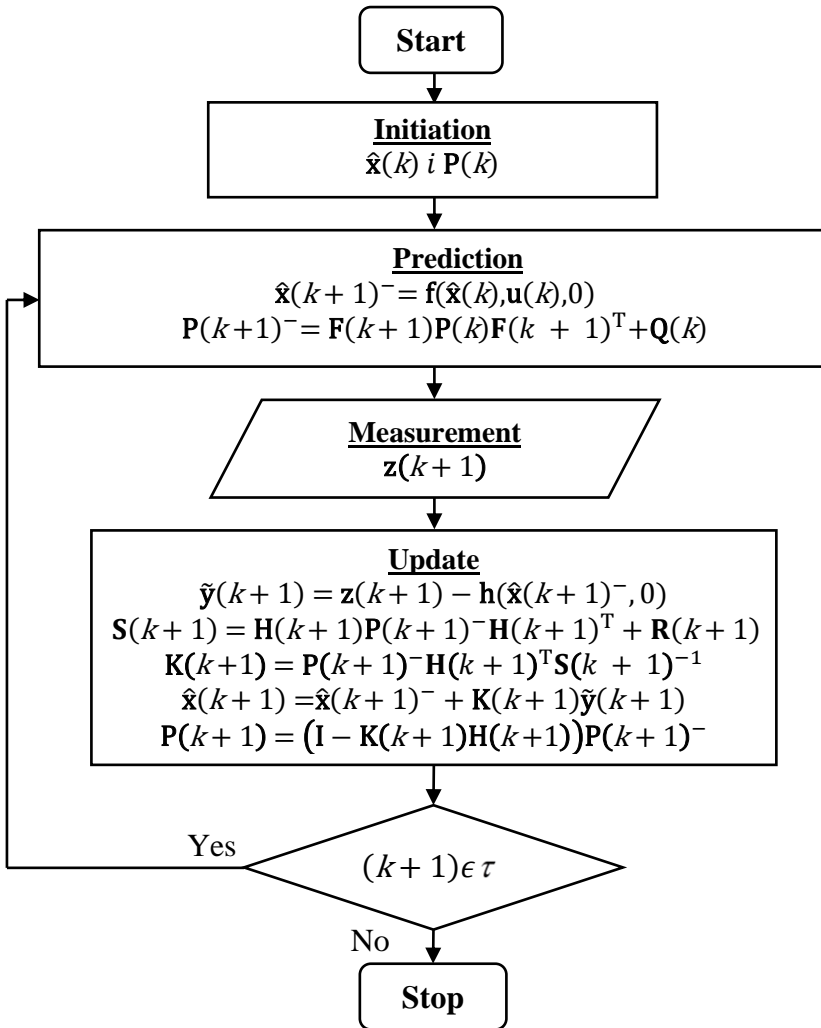 Start
Initiation
x̂(k) i P(k)
Prediction
x̂(k+1)⁻= f(x̂(k),u(k),0)
P(k+1)⁻= F(k+1)P(k)F(k + 1)ᵀ+Q(k)
Measurement
z(k+1)
Update
ỹ(k+1) = z(k+1) − h(x̂(k+1)⁻, 0)
S(k+1) = H(k+1)P(k+1)⁻H(k+1)ᵀ + R(k+1)
K(k+1) = P(k+1)⁻H(k+1)ᵀS(k + 1)⁻¹
x̂(k+1) =x̂(k+1)⁻ + K(k+1)ỹ(k+1)
P(k+1) = (I − K(k+1)H(k+1))P(k+1)⁻
Yes
(k+1)ϵ τ
No
Stop